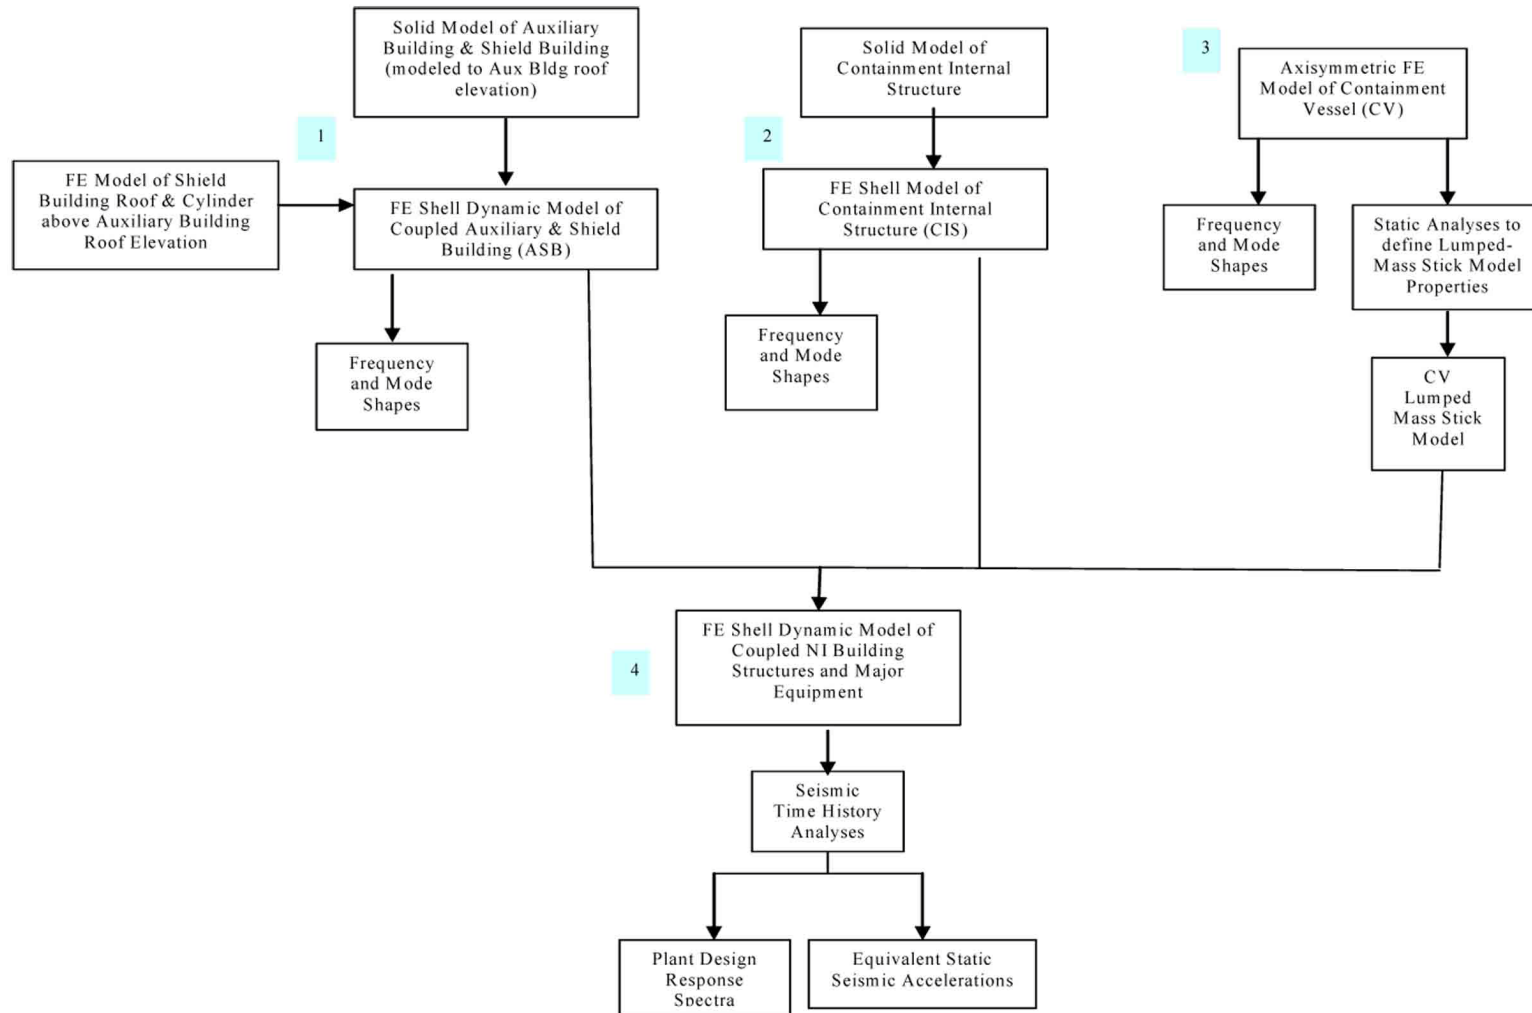 Solid Model of Auxiliary
Building & Shield Building
(modeled to Aux Bldg roof
elevation)
1
FE Model of Shield
Building Roof & Cylinder
above Auxiliary Building
Roof Elevation
FE Shell Dynamic Model of
Coupled Auxiliary & Shield
Building (ASB)
Frequency
and Mode
Shapes
Solid Model of
Containment Internal
Structure
2
FE Shell Model of
Containment Internal
Structure (CIS)
Frequency
and Mode
Shapes
3
Axisymmetric FE
Model of Containment
Vessel (CV)
Frequency
and Mode
Shapes
Static Analyses to
define Lumped-
Mass Stick Model
Properties
CV
Lumped
Mass Stick
Model
4
FE Shell Dynamic Model of
Coupled NI Building
Structures and Major
Equipment
Seismic
Time History
Analyses
Plant Design
Response
Spectra
Equivalent Static
Seismic Accelerations